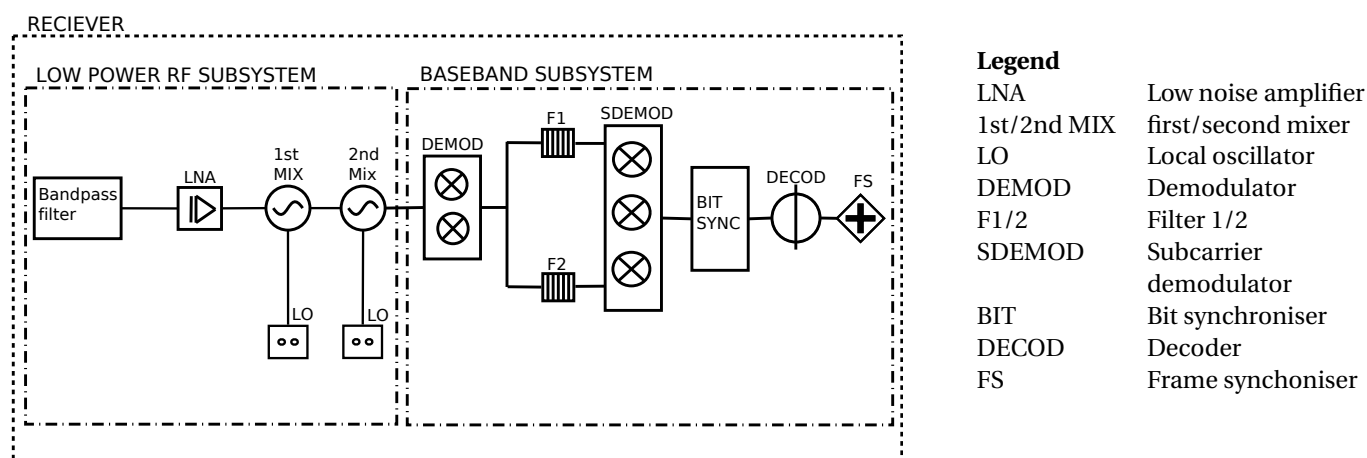 RECIEVER
LOW POWER RF SUBSYSTEM
BASEBAND SUBSYSTEM
Bandpass
filter
LNA
1st
MIX
2nd
Mix
LO
LO
DEMOD
F1
F2
SDEMOD
BIT
SYNC
DECOD
FS
Legend
LNA Low noise amplifier
1st/2nd MIX first/second mixer
LO Local oscillator
DEMOD Demodulator
F1/2 Filter 1/2
SDEMOD Subcarrier
demodulator
BIT Bit synchroniser
DECOD Decoder
FS Frame synchoniser